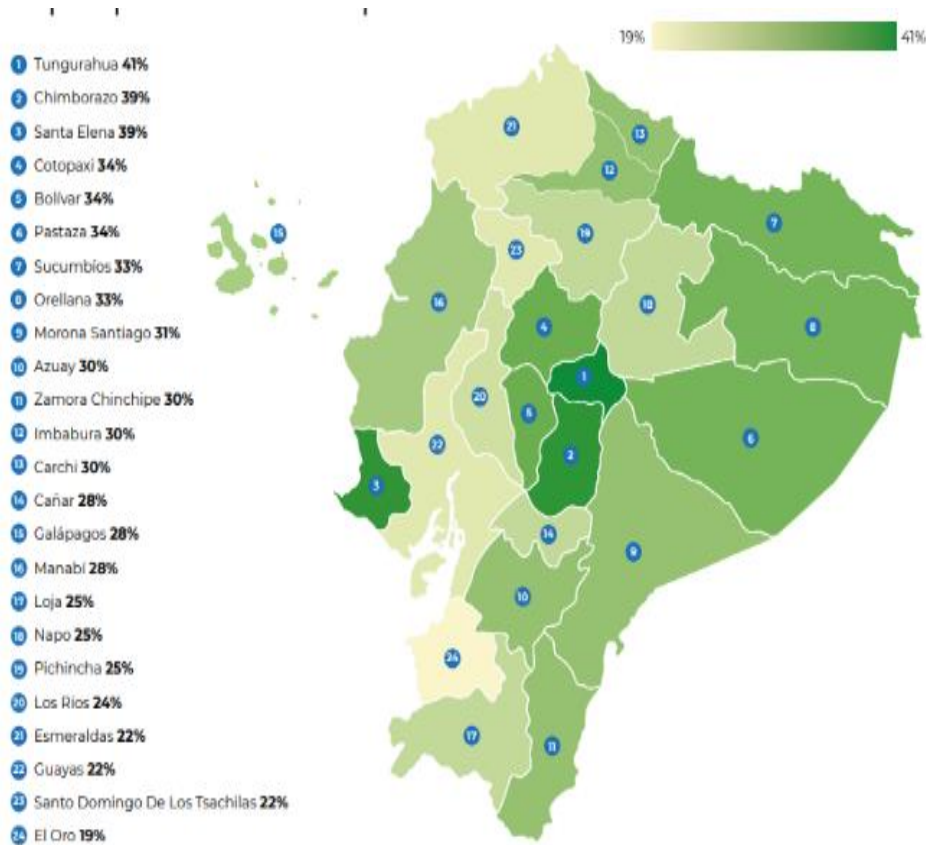 19% 41%
1 Tungurahua 41%
2 Chimborazo 39%
3 Santa Elena 39%
4 Cotopaxi 34%
5 Bolívar 34%
6 Pastaza 34%
7 Sucumbíos 33%
8 Orellana 33%
9 Morona Santiago 31%
10 Azuay 30%
11 Zamora Chinchipe 30%
12 Imbabura 30%
13 Carchi 30%
14 Cañar 28%
15 Galápagos 28%
16 Manabí 28%
17 Loja 25%
18 Napo 25%
19 Pichincha 25%
20 Los Ríos 24%
21 Esmeraldas 22%
22 Guayas 22%
23 Santo Domingo De Los Tsachilas 22%
24 El Oro 19%
21
13
12
7
15
19
23
18
16
4
8
1
20
5
6
22
2
3
14
9
10
24
17
11